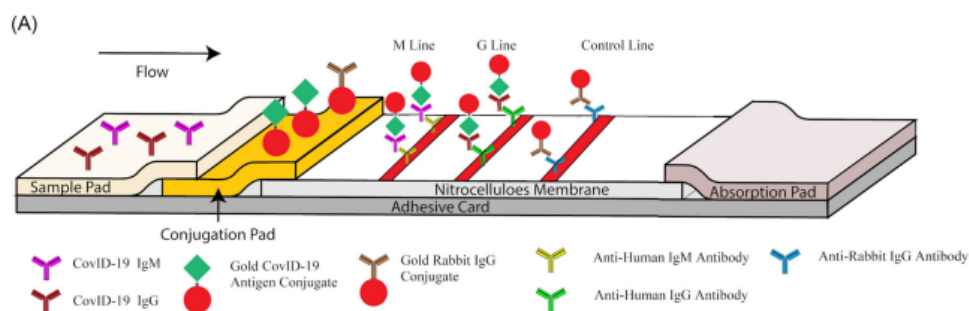 (A)
M Line
G Line
Control Line
Flow
Sample Pad
Nitrocelluloes Membrane
Absorption Pad
Adhesive Card
Conjugation Pad
CovID-19 IgM
Gold CovID-19
Antigen Conjugate
Gold Rabbit IgG
Conjugate
Anti-Human IgM Antibody
Anti-Rabbit IgG Antibody
CovID-19 IgG
Anti-Human IgG Antibody